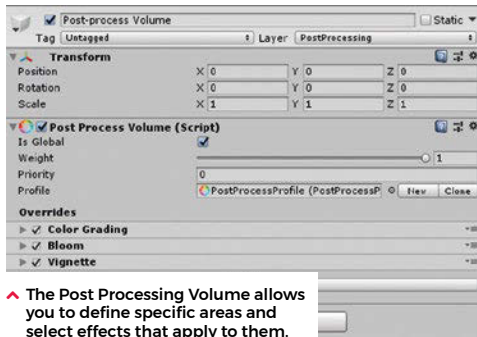 Post-process Volume Static
Tag Untagged Layer PostProcessing
Transform
Position X 0 Y 0 Z 0
Rotation X 0 Y 0 Z 0
Scale X 1 Y 1 Z 1
Post Process Volume (Script)
Is Global
Weight 1
Priority 0
Profile PostProcessProfile (PostProcessP New Clone
Overrides
Color Grading
Bloom
Vignette
The Post Processing Volume allows
you to define specific areas and
select effects that apply to them.